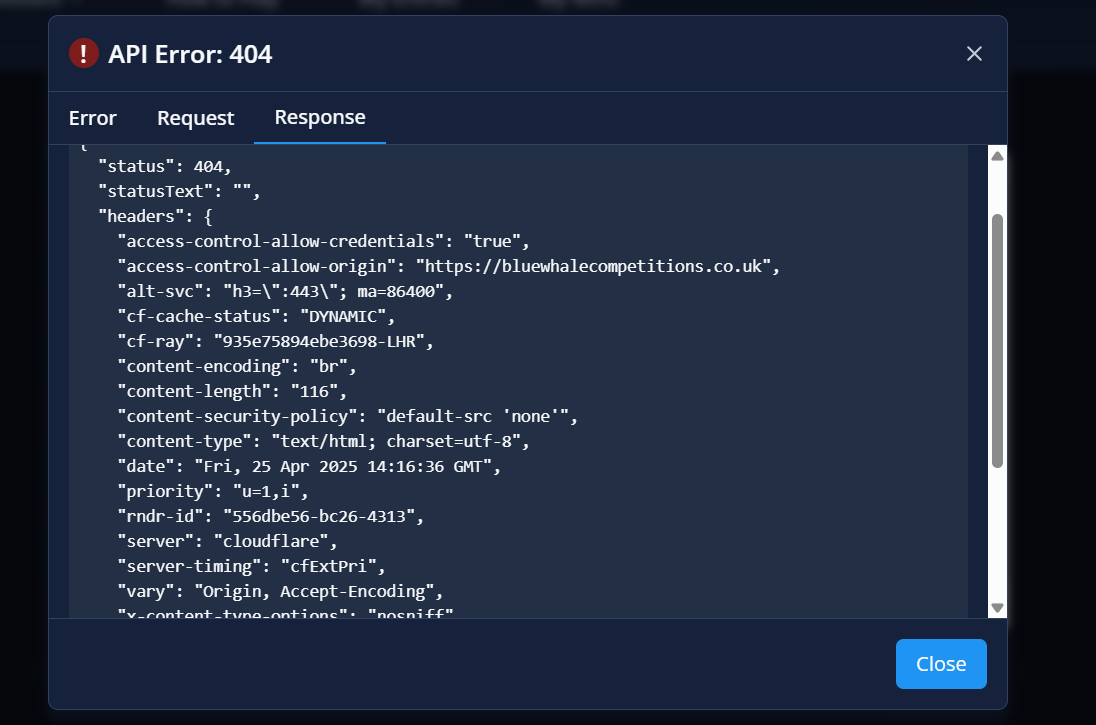 API Error: 404
Error Request Response
{
"status": 404,
"statusText": "",
"headers": {
"access-control-allow-credentials": "true",
"access-control-allow-origin": "https://bluewhalecompetitions.co.uk",
"alt-svc": "h3=\":443\"; ma=86400",
"cf-cache-status": "DYNAMIC",
"cf-ray": "935e75894ebe3698-LHR",
"content-encoding": "br",
"content-length": "116",
"content-security-policy": "default-src 'none'",
"content-type": "text/html; charset=utf-8",
"date": "Fri, 25 Apr 2025 14:16:36 GMT",
"priority": "u=1,i",
"rndr-id": "556dbe56-bc26-4313",
"server": "cloudflare",
"server-timing": "cfExtPri",
"vary": "Origin, Accept-Encoding",
"x-content-type-options": "nosniff"
Close